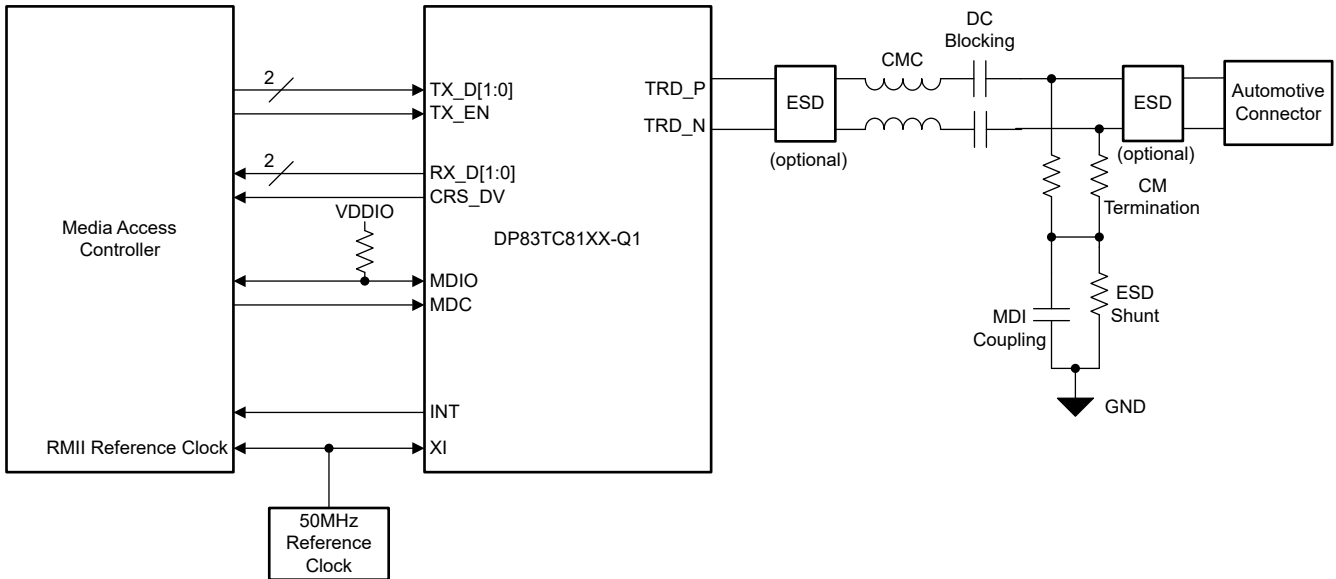 Media Access
Controller
RMII Reference Clock
2
2
VDDIO
TX_D[1:0]
TX_EN
RX_D[1:0]
CRS_DV
MDIO
MDC
INT
XI
DP83TC81XX-Q1
TRD_P
TRD_N
50MHz
Reference
Clock
ESD
(optional)
CMC
DC
Blocking
ESD
(optional)
Automotive
Connector
CM
Termination
MDI
Coupling
ESD
Shunt
GND